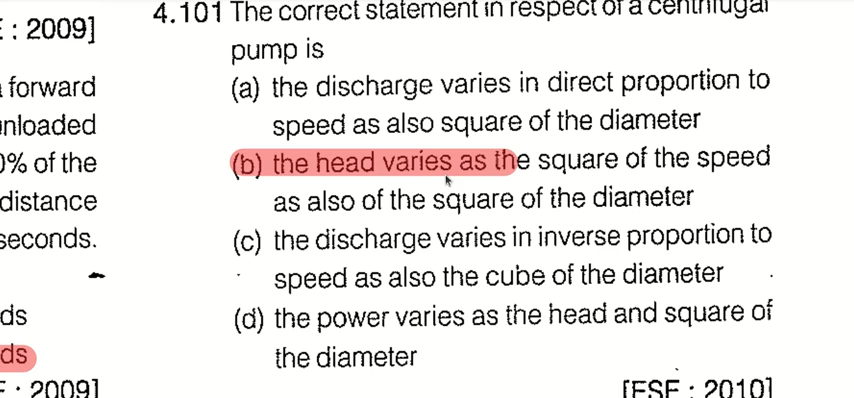 : 2009]
forward
nloaded
0% of the
distance
seconds.
ds
ds
: 2009]
4.101 The correct statement in respect of a centrifugal
pump is
(a) the discharge varies in direct proportion to
speed as also square of the diameter
(b) the head varies as the square of the speed
as also of the square of the diameter
(c) the discharge varies in inverse proportion to
speed as also the cube of the diameter
(d) the power varies as the head and square of
the diameter
[ESE : 2010]